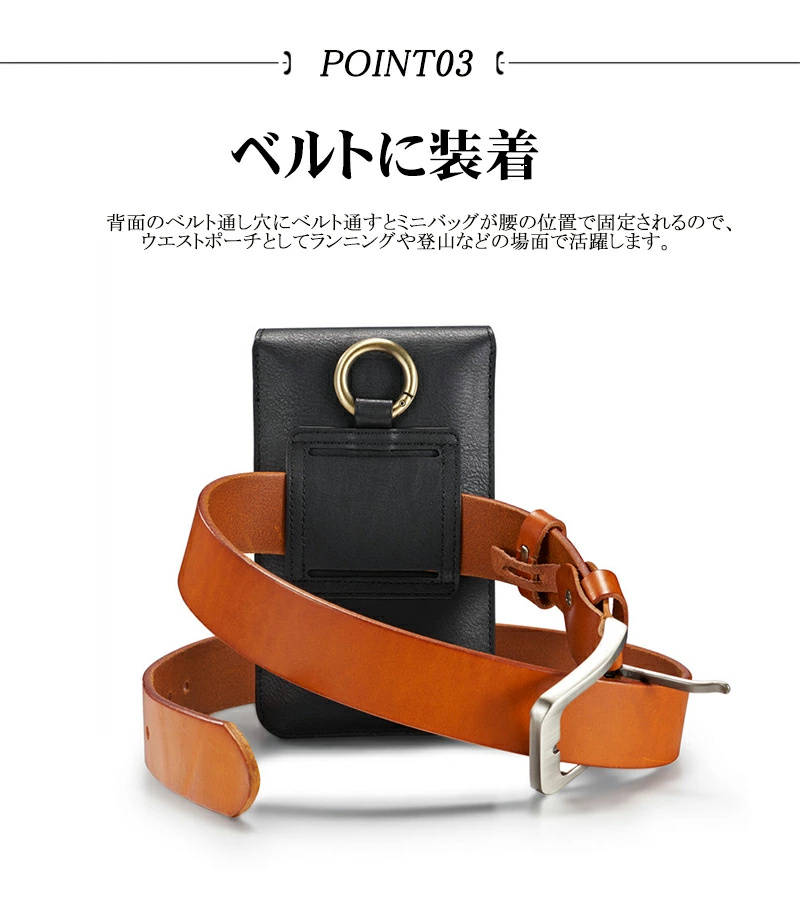 POINT03
ベルトに装着
背面のベルト通し穴にベルト通すとミニバッグが腰の位置で固定されるので、
ウエストポーチとしてランニングや登山などの場面で活躍します。